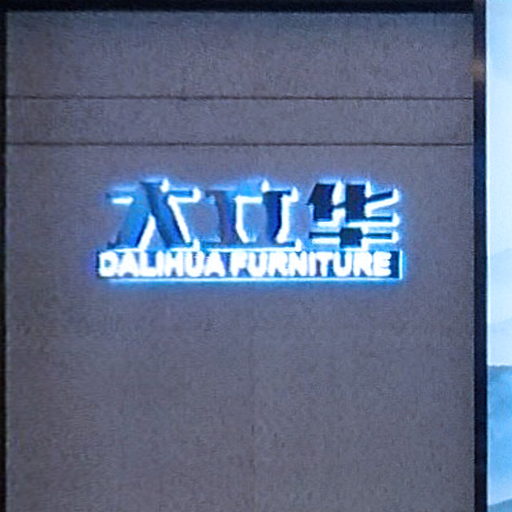 大立华
DALIHUA FURNITURE